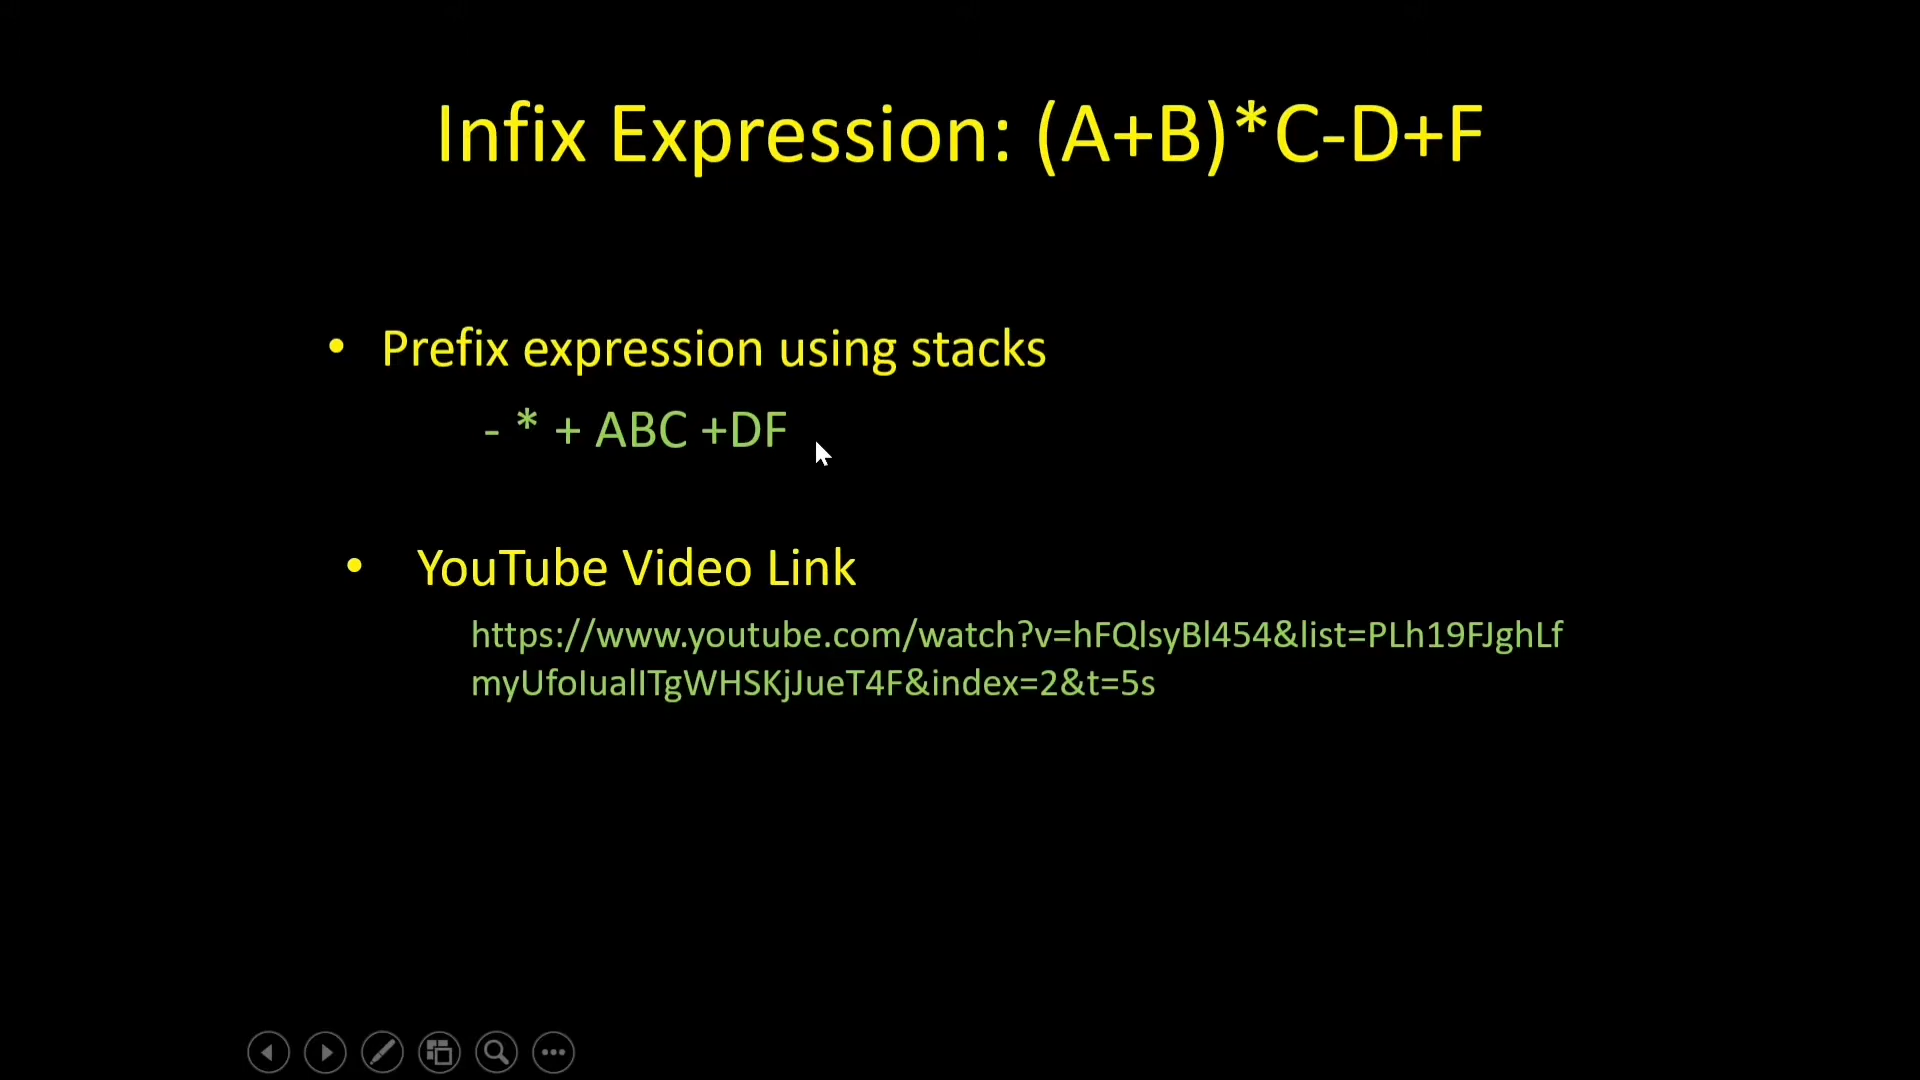 Infix Expression: (A+B)*C-D+F
• Prefix expression using stacks
- * + ABC +DF
• YouTube Video Link
https://www.youtube.com/watch?v=hFQlsyBl454&list=PLh19FJghLf
myUfoIualITgWHSKjJueT4F&index=2&t=5s